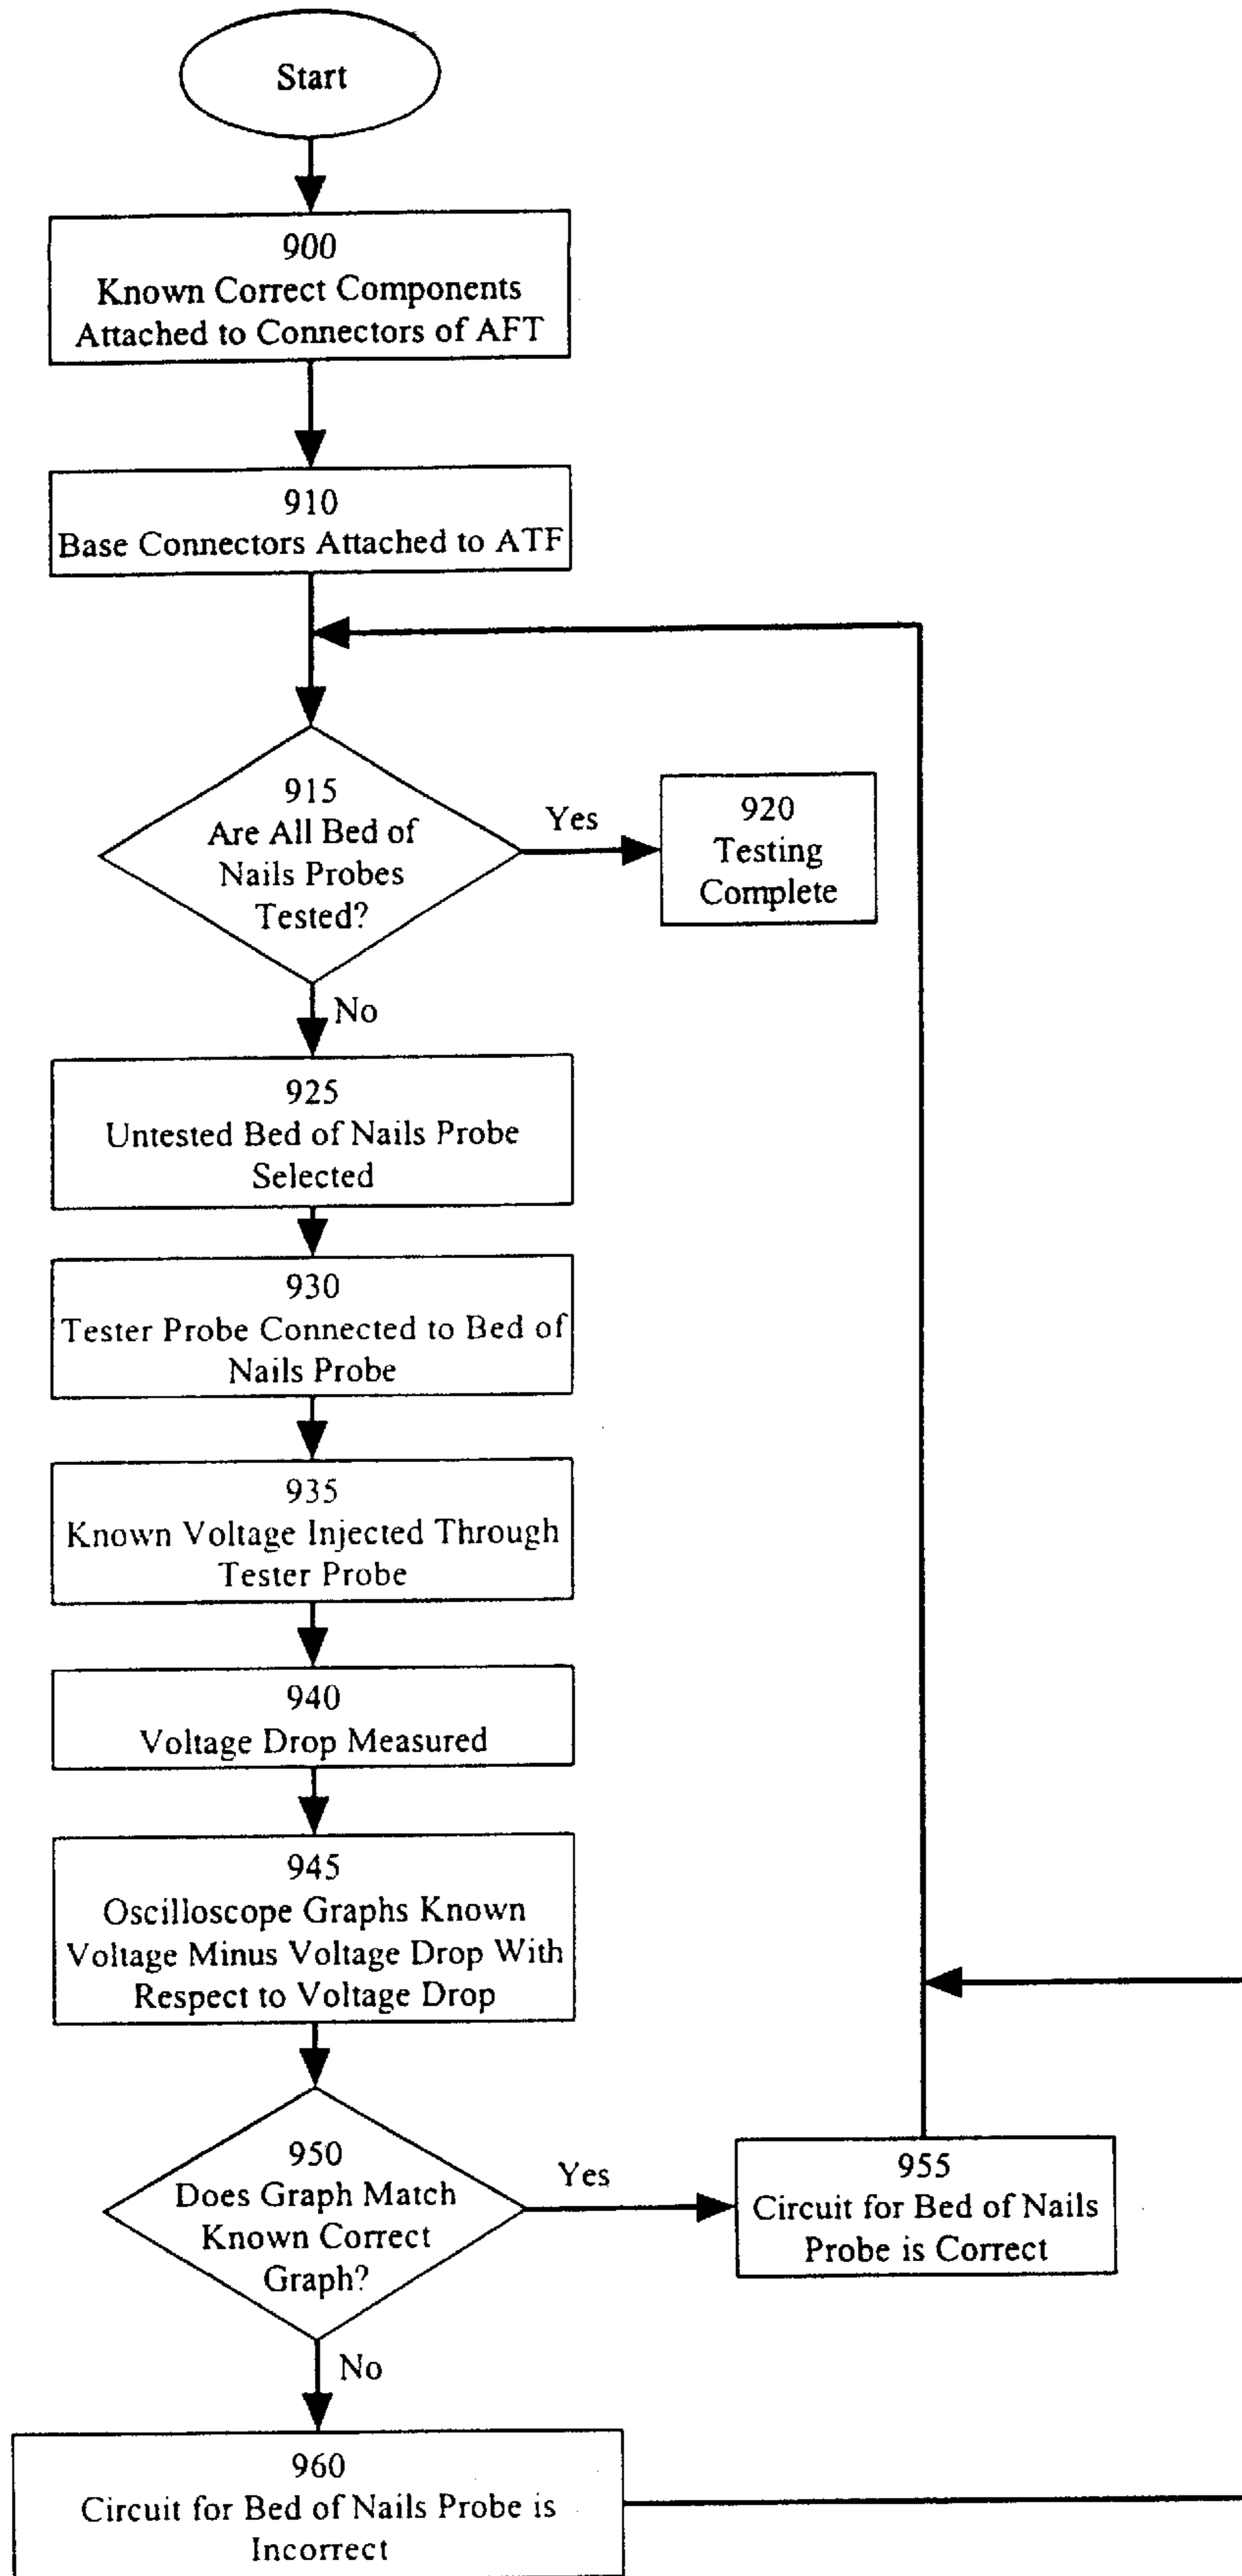 Start
900
Known Correct Components
Attached to Connectors of AFT
910
Base Connectors Attached to ATF
915
Are All Bed of
Nails Probes
Tested?
Yes
920
Testing
Complete
No
925
Untested Bed of Nails Probe
Selected
930
Tester Probe Connected to Bed of
Nails Probe
935
Known Voltage Injected Through
Tester Probe
940
Voltage Drop Measured
945
Oscilloscope Graphs Known
Voltage Minus Voltage Drop With
Respect to Voltage Drop
950
Does Graph Match
Known Correct
Graph?
Yes
955
Circuit for Bed of Nails
Probe is Correct
No
960
Circuit for Bed of Nails Probe is
Incorrect